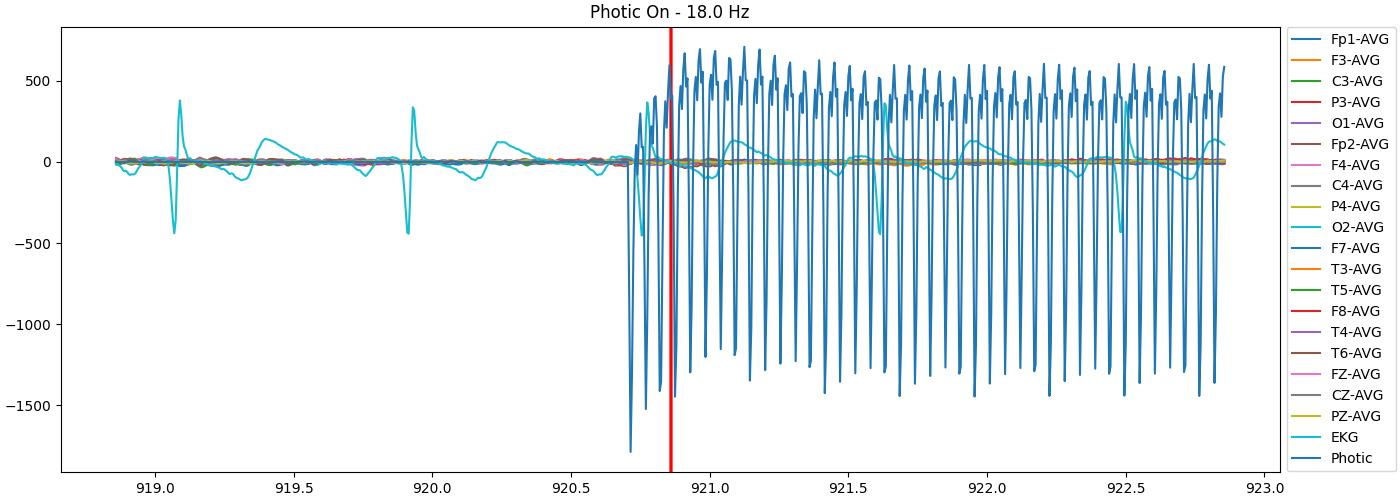 Photic On - 18.0 Hz
500
0
−500
−1000
−1500
919.0
919.5
920.0
920.5
921.0
921.5
922.0
922.5
923.0
Fp1-AVG
F3-AVG
C3-AVG
P3-AVG
O1-AVG
Fp2-AVG
F4-AVG
C4-AVG
P4-AVG
O2-AVG
F7-AVG
T3-AVG
T5-AVG
F8-AVG
T4-AVG
T6-AVG
FZ-AVG
CZ-AVG
PZ-AVG
EKG
Photic